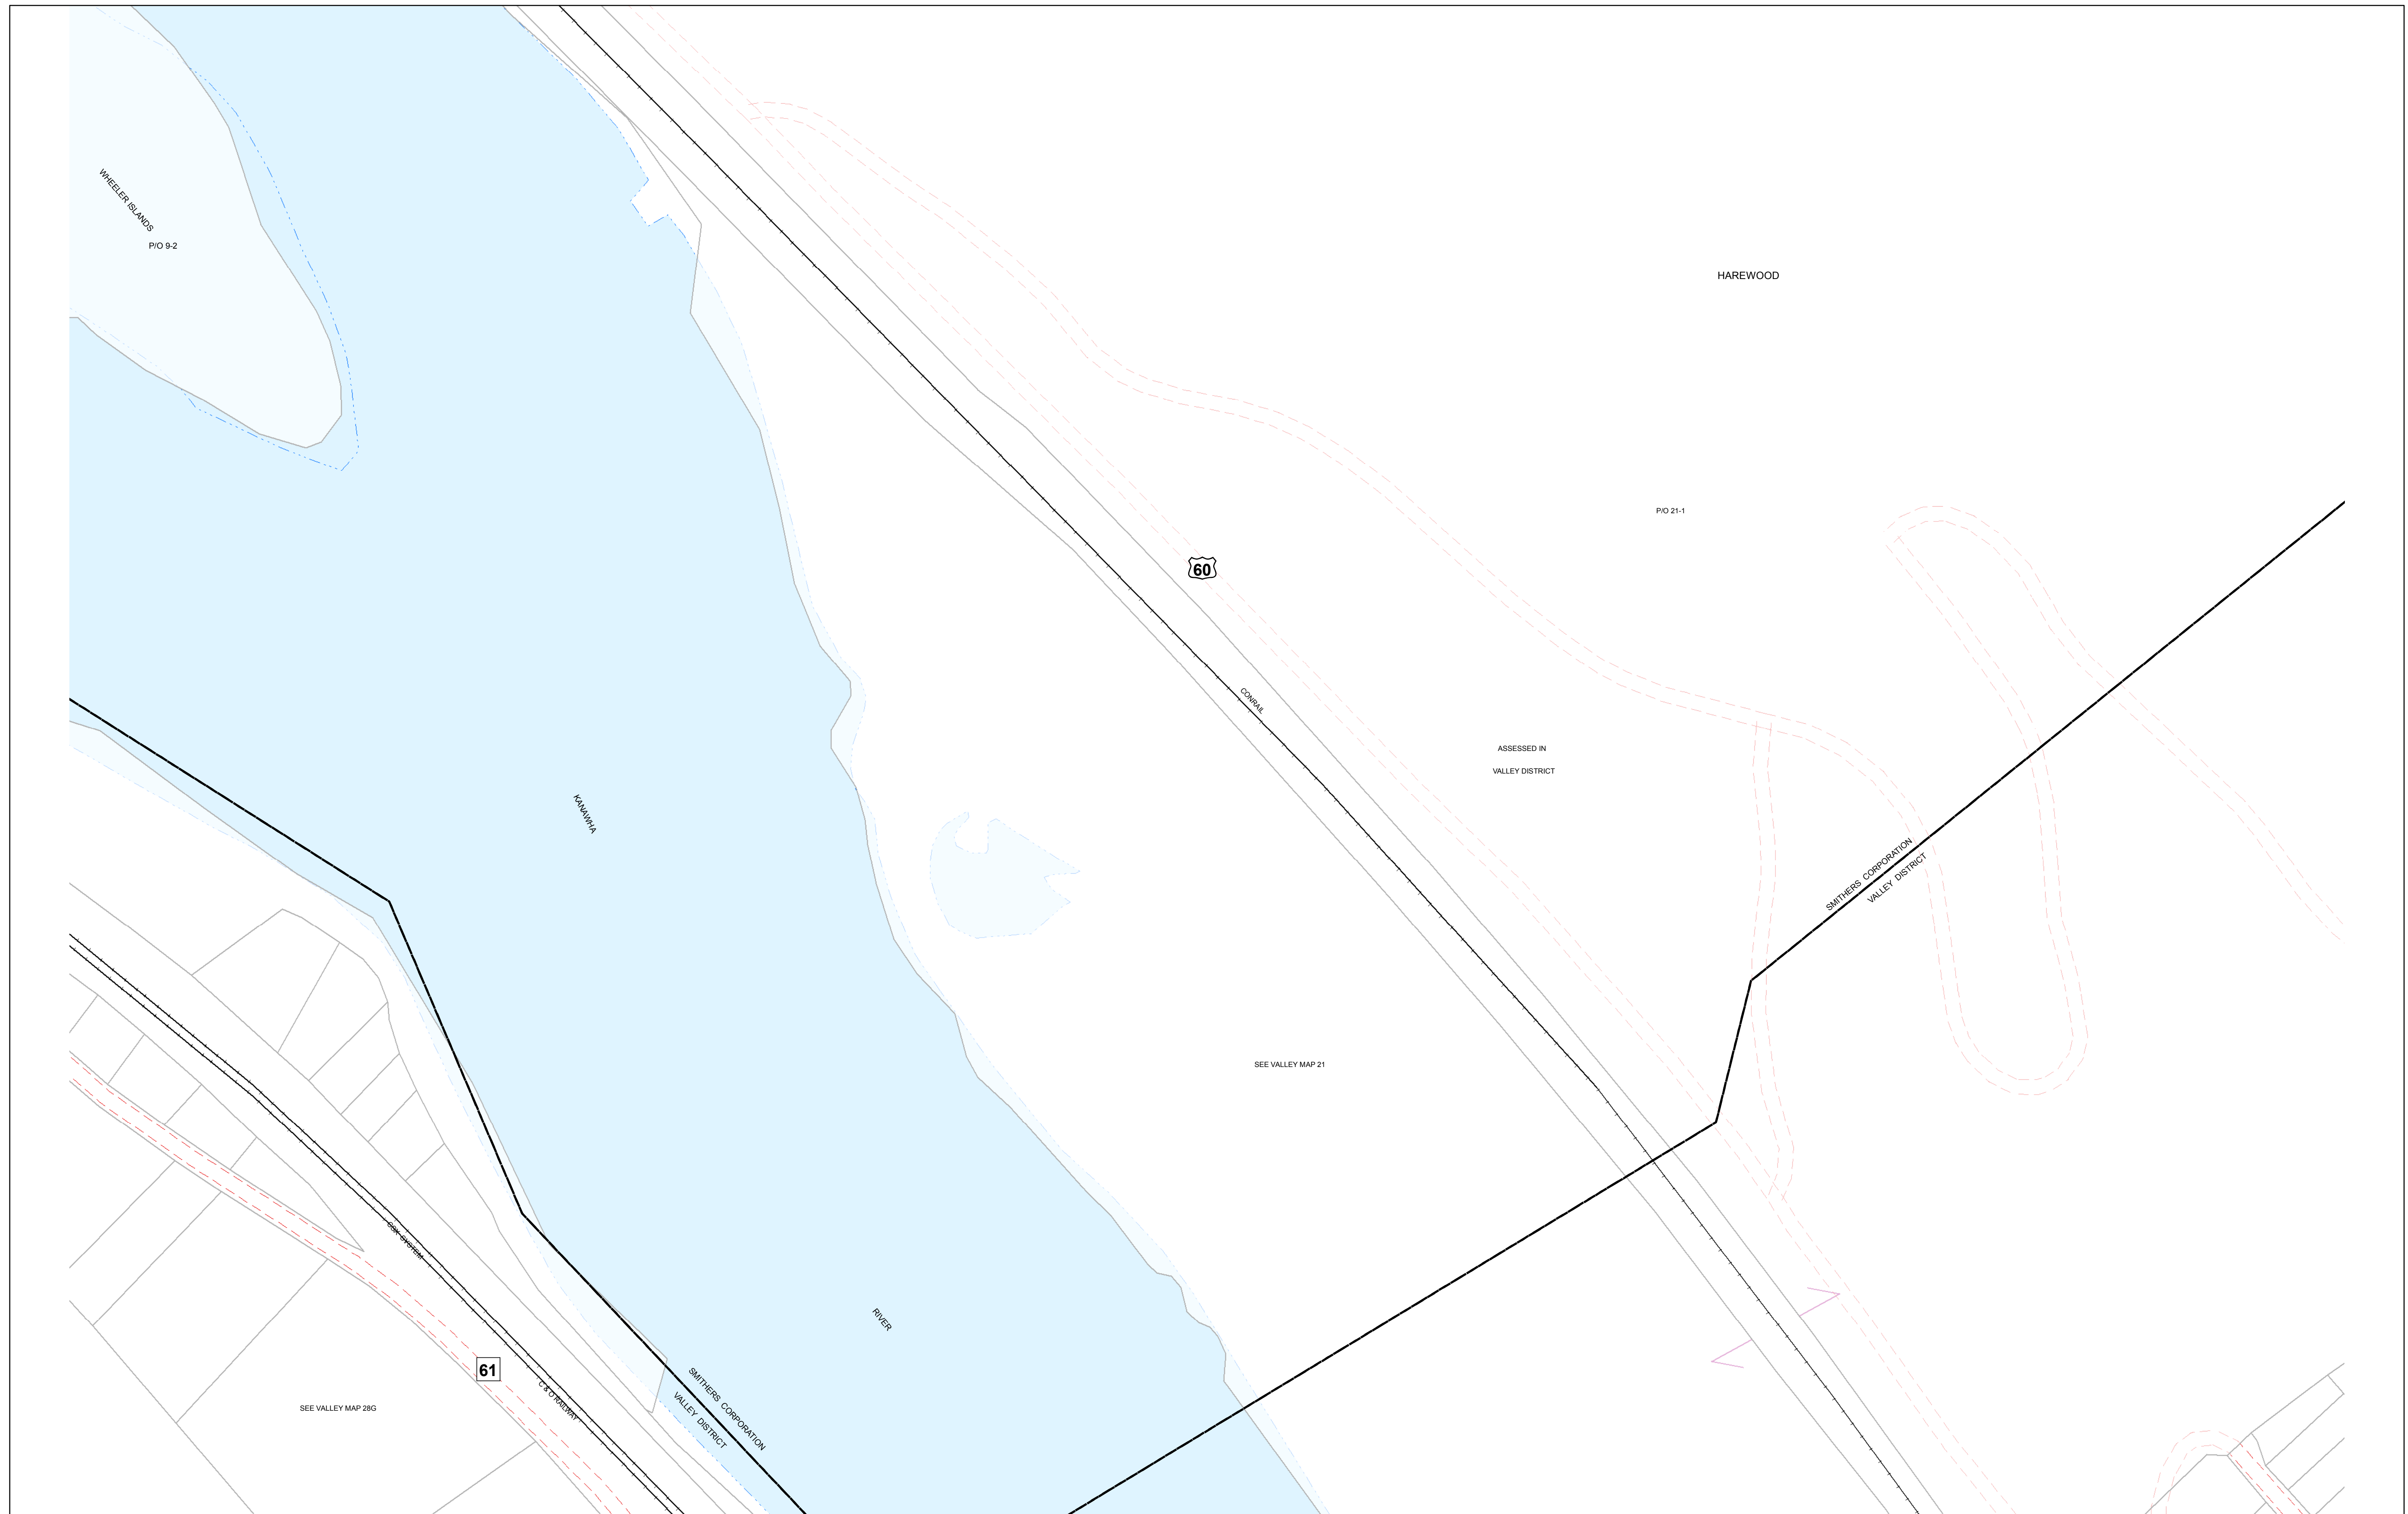 WHEELER ISLANDS
P/O 9-2
HAREWOOD
P/O 21-1
60
CONRAIL
ASSESSED IN
VALLEY DISTRICT
KANAWHA
SMITHERS CORPORATION
VALLEY DISTRICT
SEE VALLEY MAP 21
CSX SYSTEM
RIVER
61
C & O RAILWAY
SMITHERS CORPORATION
VALLEY DISTRICT
SEE VALLEY MAP 28G